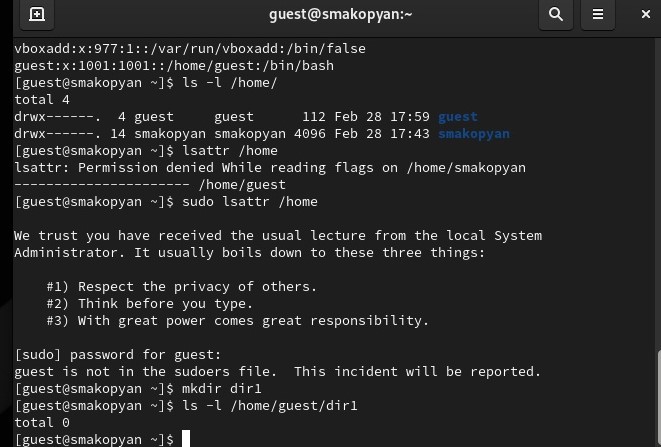 guest@smakopyan:~
vboxadd:x:977:1::/var/run/vboxadd:/bin/false
guest:x:1001:1001::/home/guest:/bin/bash
[guest@smakopyan ~]$ ls -l /home/
total 4
drwx------.  4 guest     guest      112 Feb 28 17:59 guest
drwx------. 14 smakopyan smakopyan 4096 Feb 28 17:43 smakopyan
[guest@smakopyan ~]$ lsattr /home
lsattr: Permission denied While reading flags on /home/smakopyan
---------------------- /home/guest
[guest@smakopyan ~]$ sudo lsattr /home
We trust you have received the usual lecture from the local System
Administrator. It usually boils down to these three things:
#1) Respect the privacy of others.
#2) Think before you type.
#3) With great power comes great responsibility.
[sudo] password for guest:
guest is not in the sudoers file.  This incident will be reported.
[guest@smakopyan ~]$ mkdir dir1
[guest@smakopyan ~]$ ls -l /home/guest/dir1
total 0
[guest@smakopyan ~]$